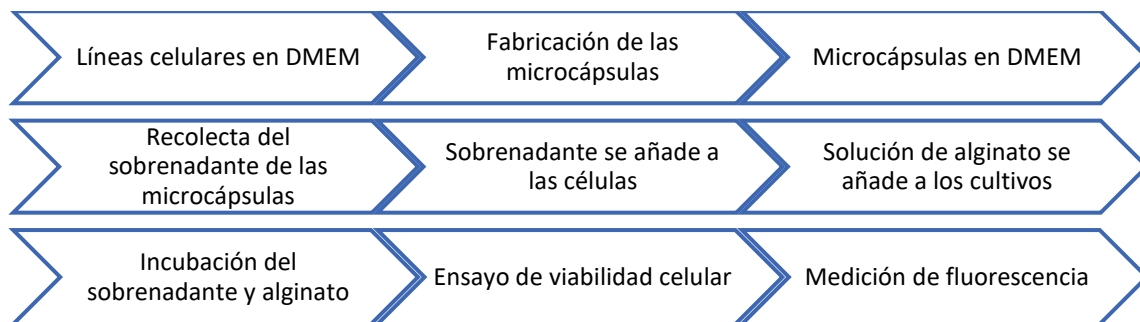 Líneas celulares en DMEM
Fabricación de las
microcápsulas
Microcápsulas en DMEM
Recolecta del
sobrenadante de las
microcápsulas
Sobrenadante se añade a
las células
Solución de alginato se
añade a los cultivos
Incubación del
sobrenadante y alginato
Ensayo de viabilidad celular
Medición de fluorescencia